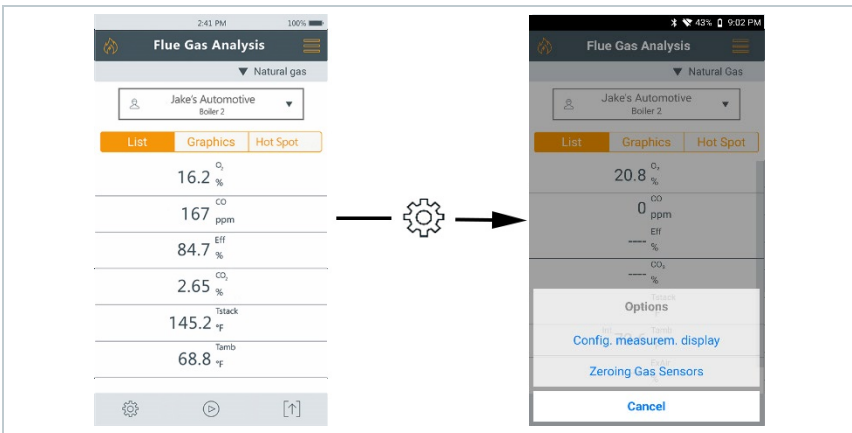 2:41 PM 100%
Flue Gas Analysis
▼ Natural gas
Jake's Automotive ▼
Boiler 2
List Graphics Hot Spot
16.2 O₂ %
167 CO ppm
84.7 Eff %
2.65 CO₂ %
145.2 Tstack °F
68.8 Tamb °F
43% 9:02 PM
Flue Gas Analysis
▼ Natural Gas
Jake's Automotive ▼
Boiler 2
List Graphics Hot Spot
20.8 O₂ %
0 CO ppm
---- Eff %
---- CO₂ %
Options
Tamb
Config. measurem. display
Zeroing Gas Sensors
Cancel